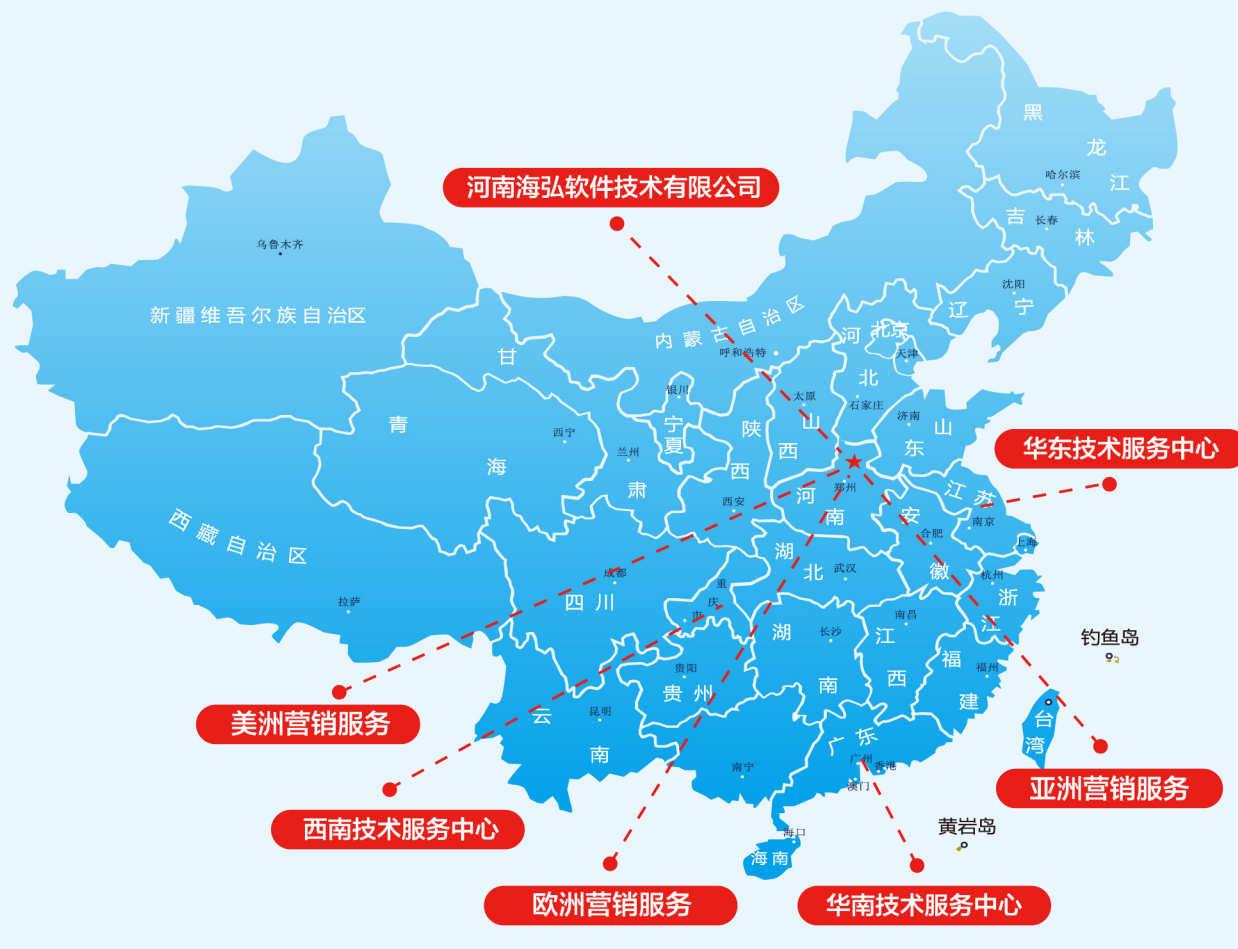 黑龙江
哈尔滨
河南海弘软件技术有限公司
吉林
长春
乌鲁木齐
沈阳
辽宁
新疆维吾尔族自治区
内蒙古自治区
呼和浩特
河北
北京
天津
甘肃
银川
太原
石家庄
济南
山东
青海
西宁
兰州
宁夏
陕西
山西
华东技术服务中心
西安
郑州
河南
江苏
南京
安徽
合肥
上海
西藏自治区
拉萨
成都
四川
重庆市
湖北
武汉
杭州
浙江
湖南
长沙
江西
南昌
钓鱼岛
福建
福州
贵阳
贵州
美洲营销服务
云南
昆明
台湾
广东
广州
香港
澳门
南宁
亚洲营销服务
西南技术服务中心
海口
海南
黄岩岛
欧洲营销服务
华南技术服务中心